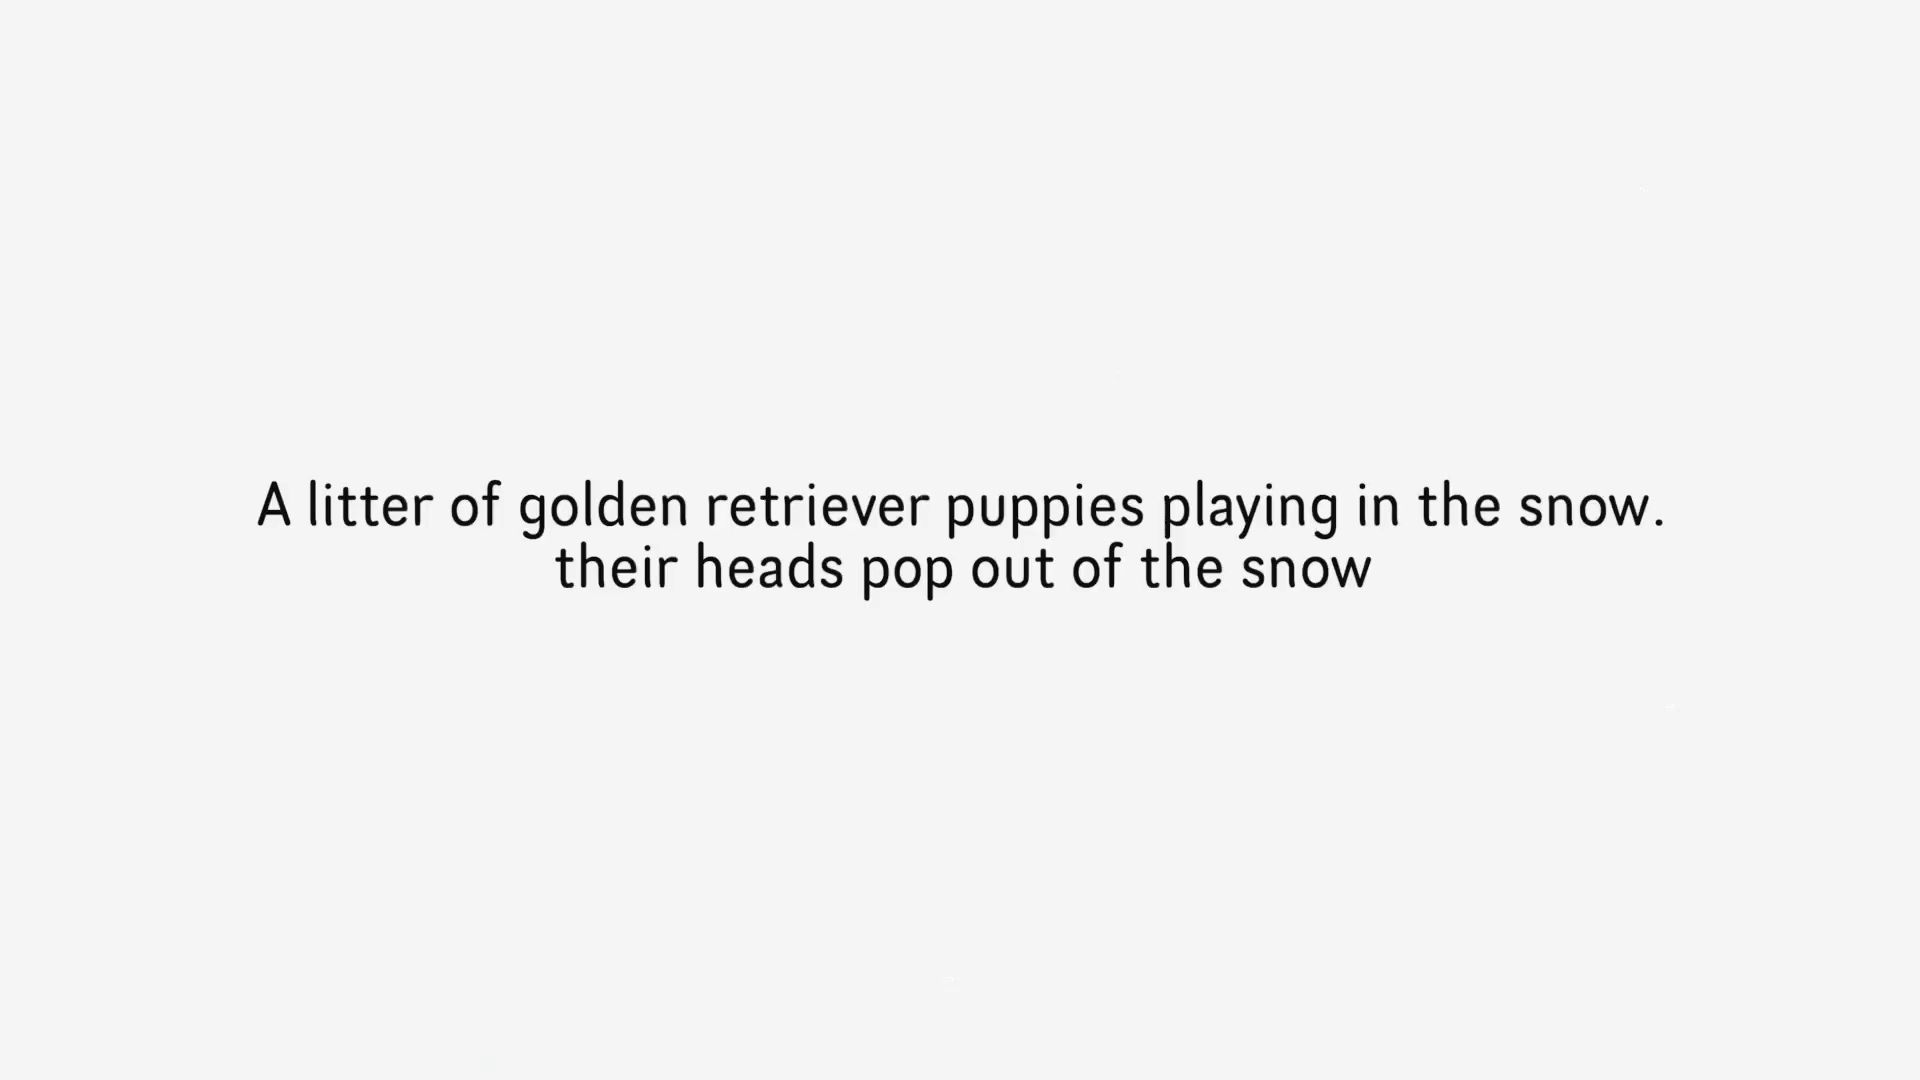 A litter of golden retriever puppies playing in the snow.
their heads pop out of the snow